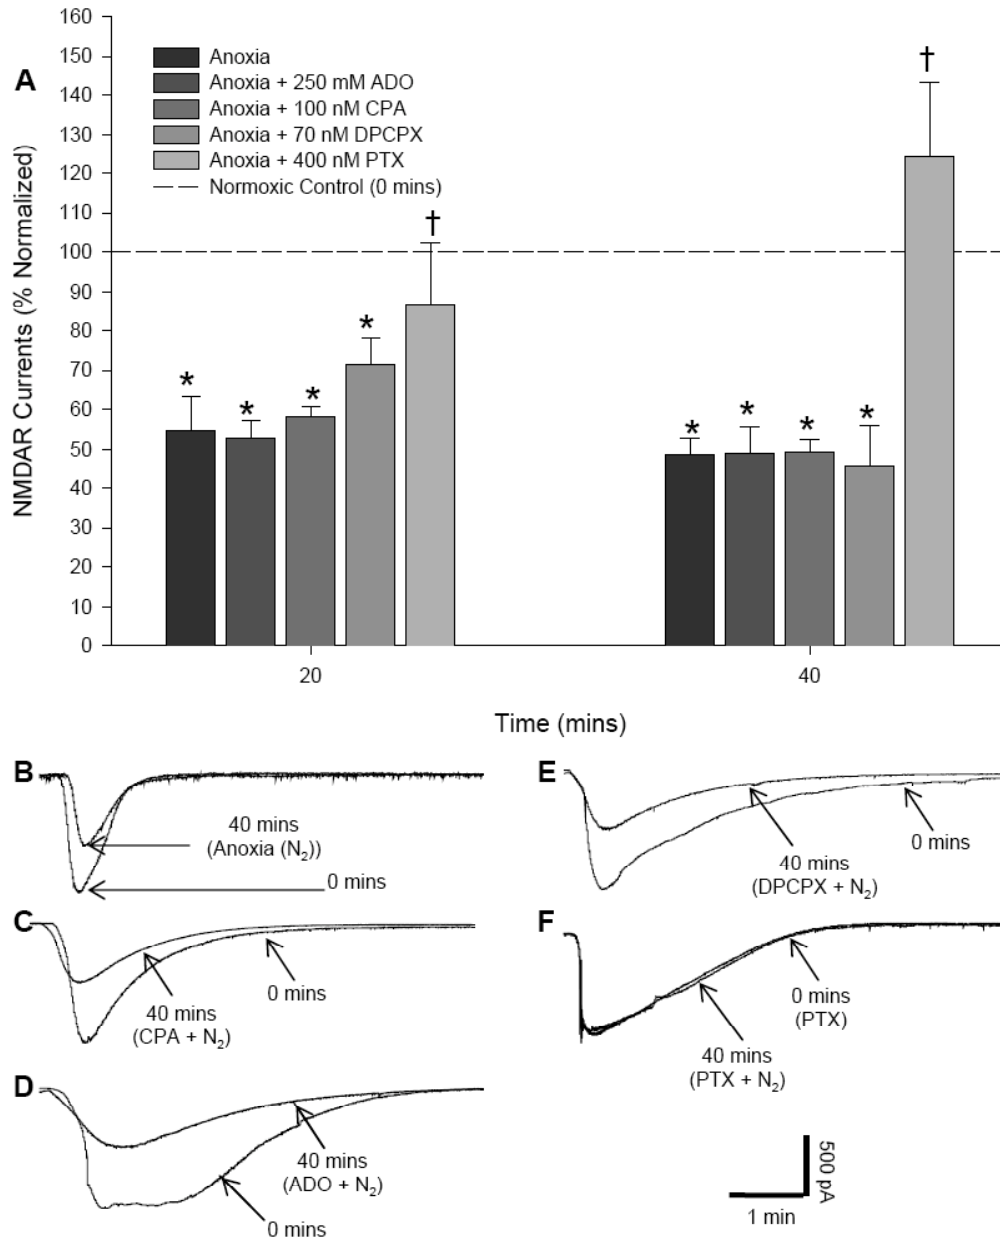 A
NMDAR Currents (% Normalized)
160
150
140
130
120
110
100
90
80
70
60
50
40
30
20
10
0
Anoxia
Anoxia + 250 mM ADO
Anoxia + 100 nM CPA
Anoxia + 70 nM DPCPX
Anoxia + 400 nM PTX
Normoxic Control (0 mins)
†
†
*
*
*
*
*
*
*
*
20
40
Time (mins)
B
40 mins
(Anoxia (N₂))
0 mins
C
0 mins
40 mins
(CPA + N₂)
D
40 mins
(ADO + N₂)
0 mins
E
0 mins
40 mins
(DPCPX + N₂)
F
0 mins
(PTX)
40 mins
(PTX + N₂)
500 pA
1 min